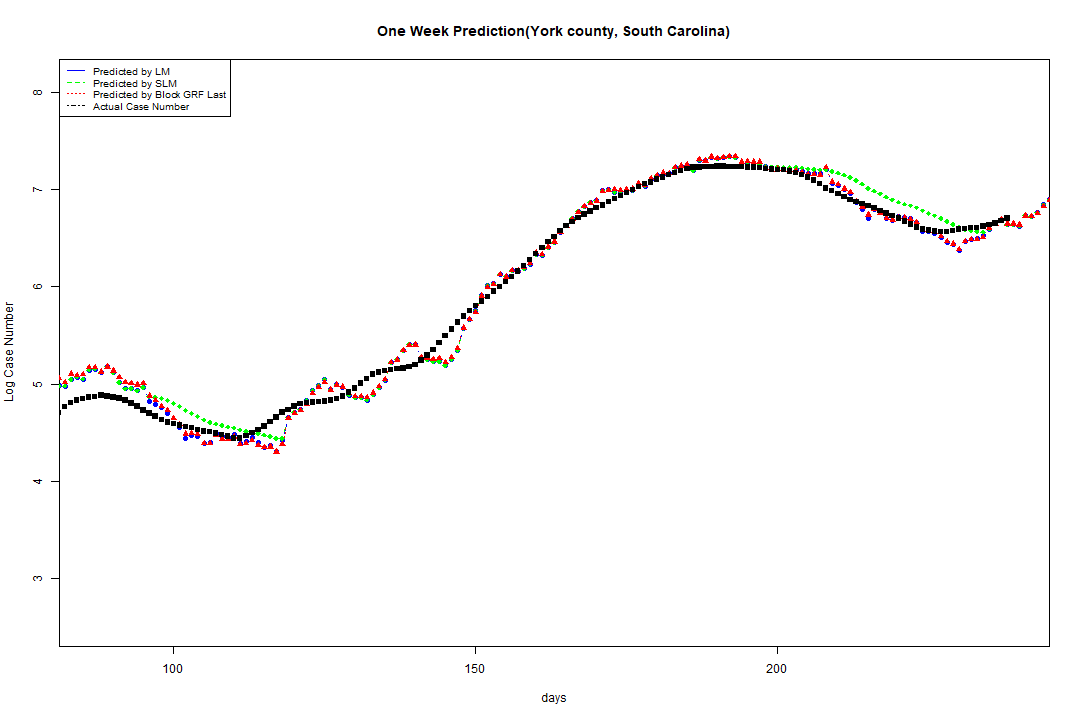 One Week Prediction(York county, South Carolina)
Predicted by LM
Predicted by SLM
Predicted by Block GRF Last
Actual Case Number
8
7
6
5
4
3
Log Case Number
100 150 200
days